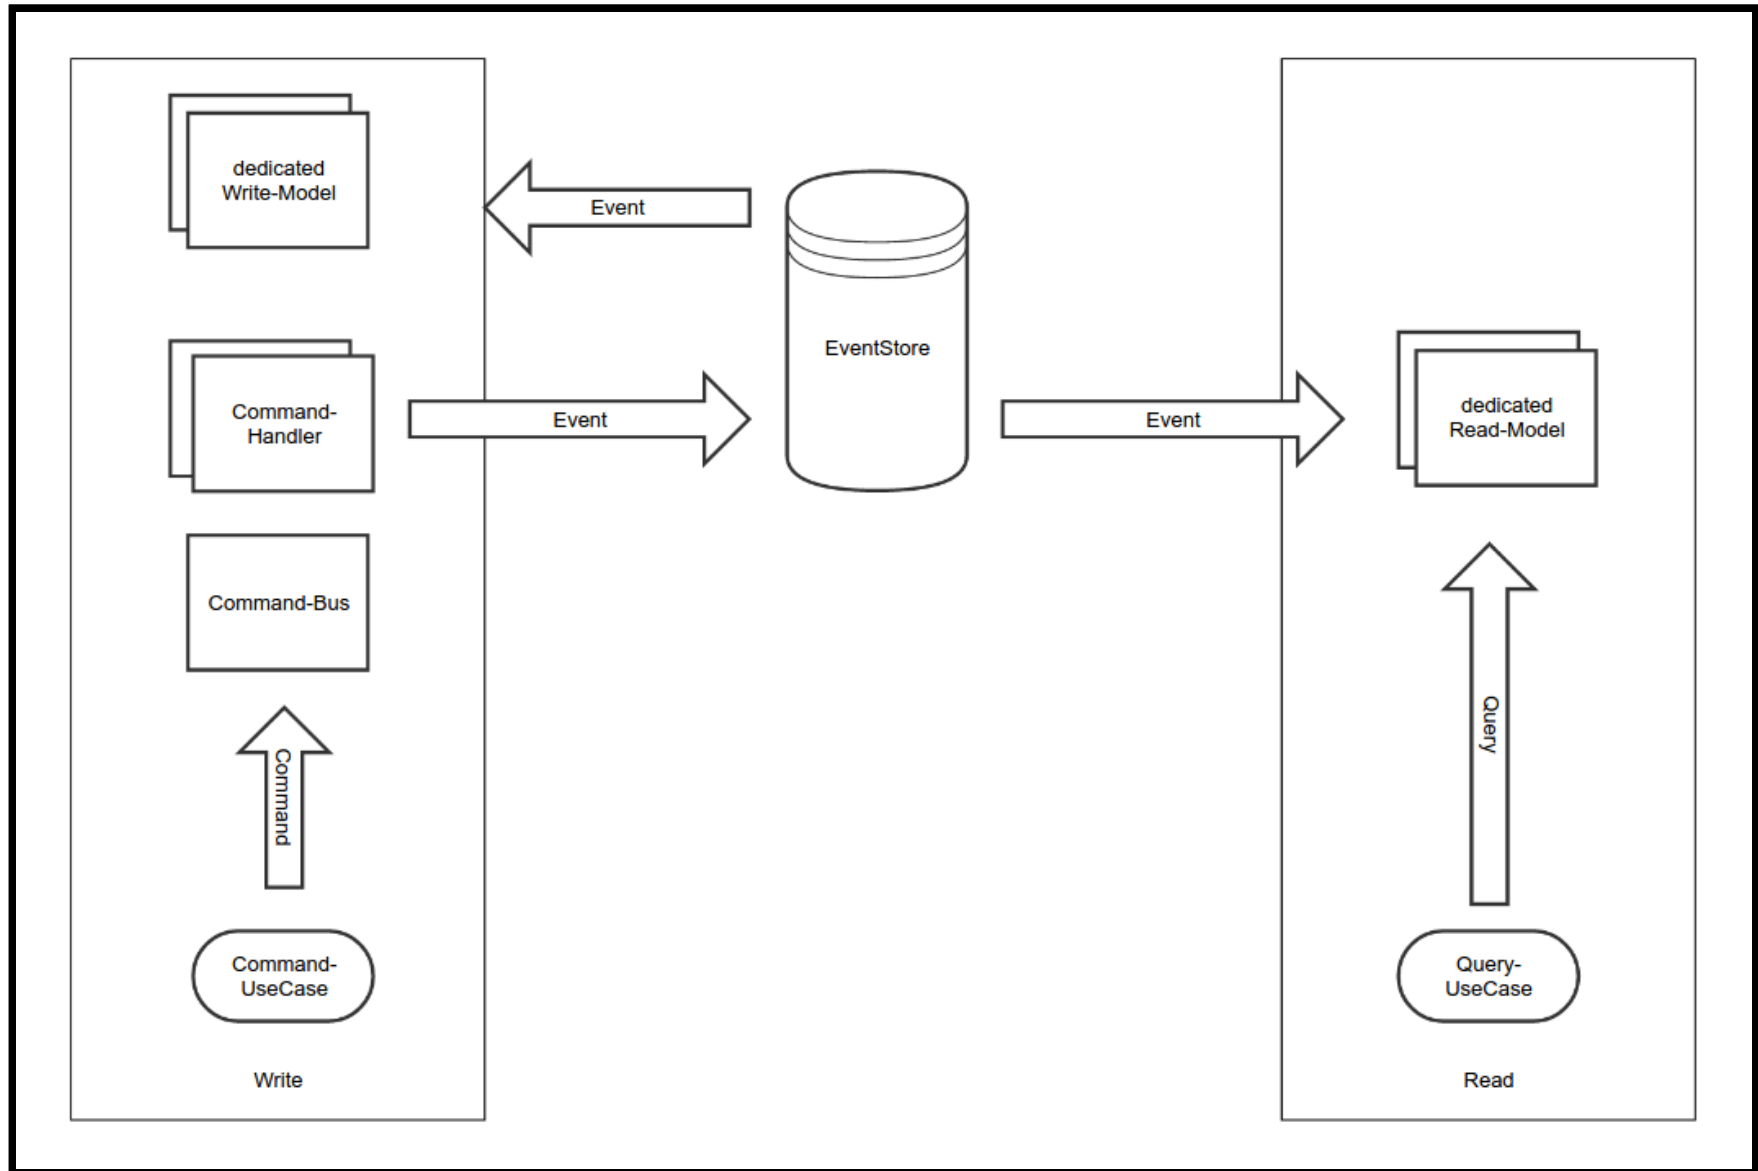 dedicated
Write-Model
Event
EventStore
Command-
Handler
Event
Event
dedicated
Read-Model
Command-Bus
Command
Query
Command-
UseCase
Query-
UseCase
Write
Read